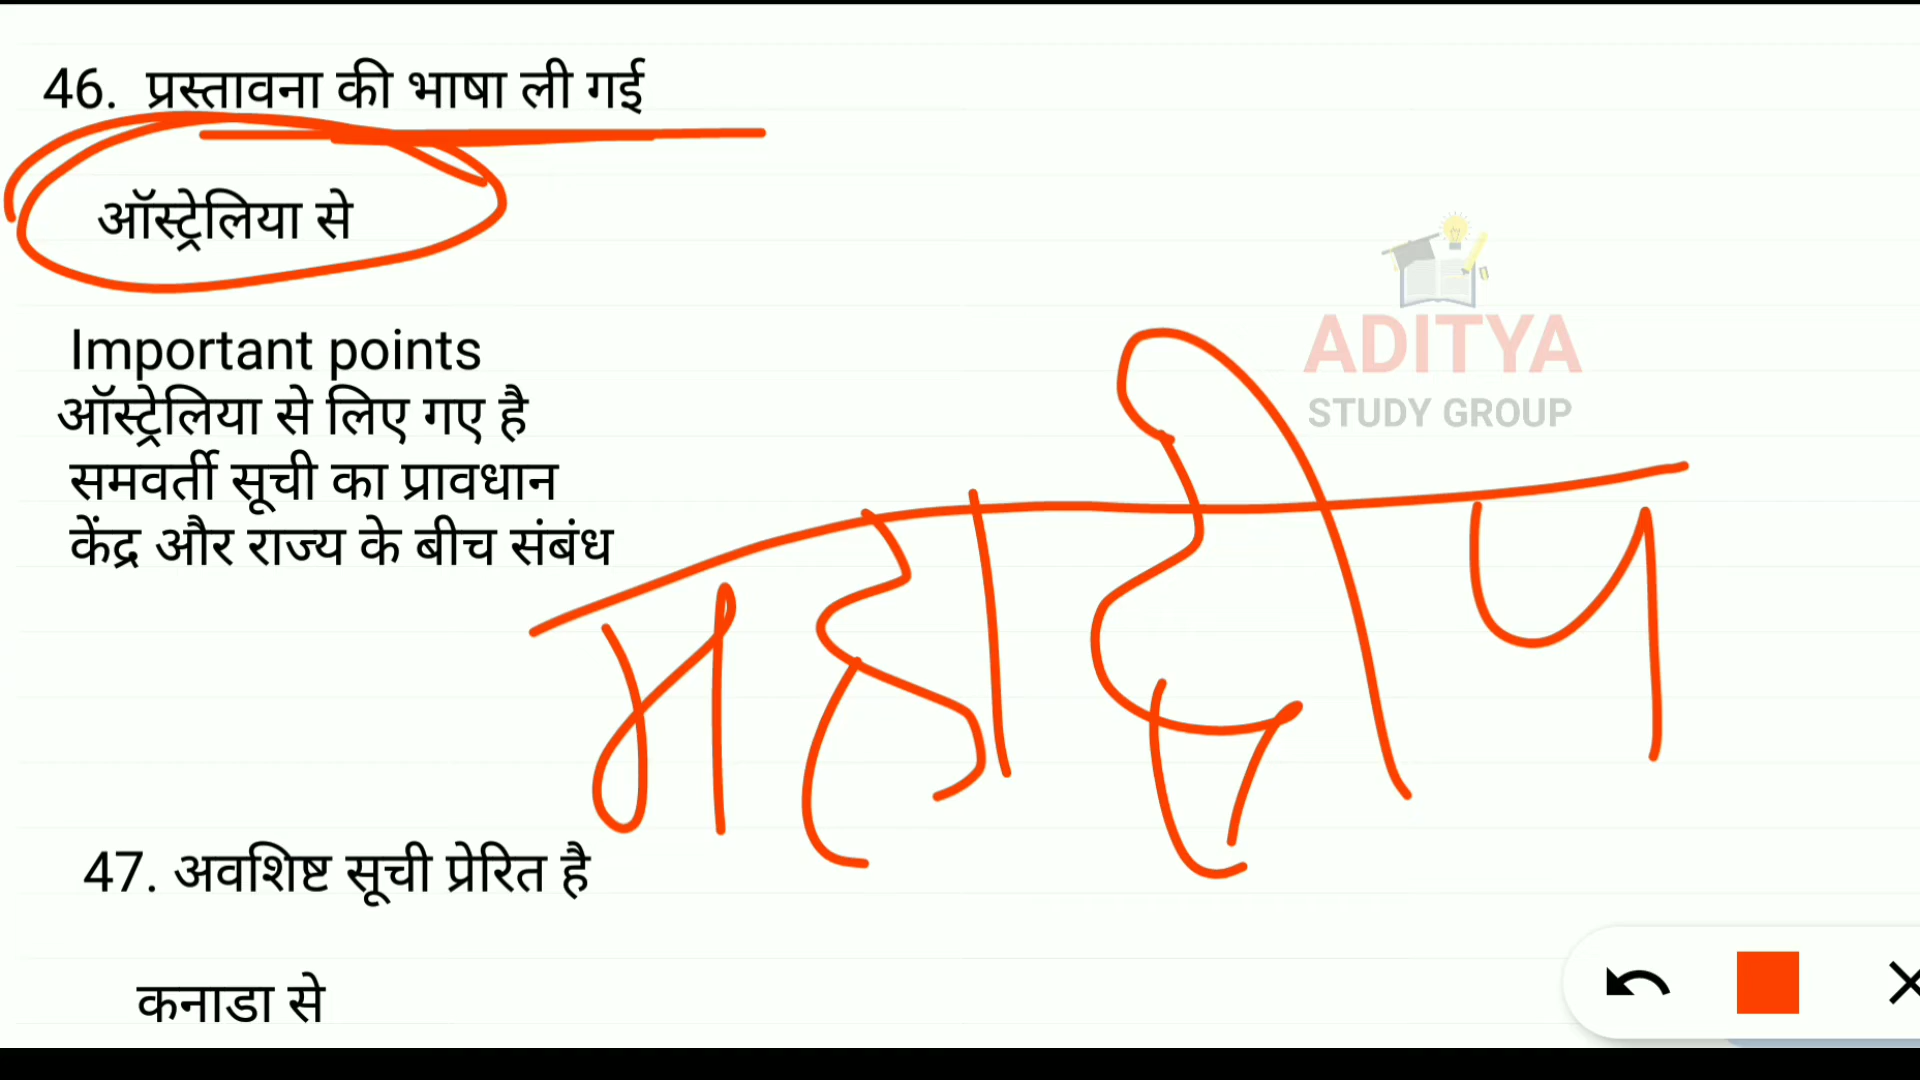 46. प्रस्तावना की भाषा ली गई
ऑस्ट्रेलिया से
Important points
ऑस्ट्रेलिया से लिए गए है
समवर्ती सूची का प्रावधान
केंद्र और राज्य के बीच संबंध
ADITYA
STUDY GROUP
महाद्वीप
47. अवशिष्ट सूची प्रेरित है
कनाडा से